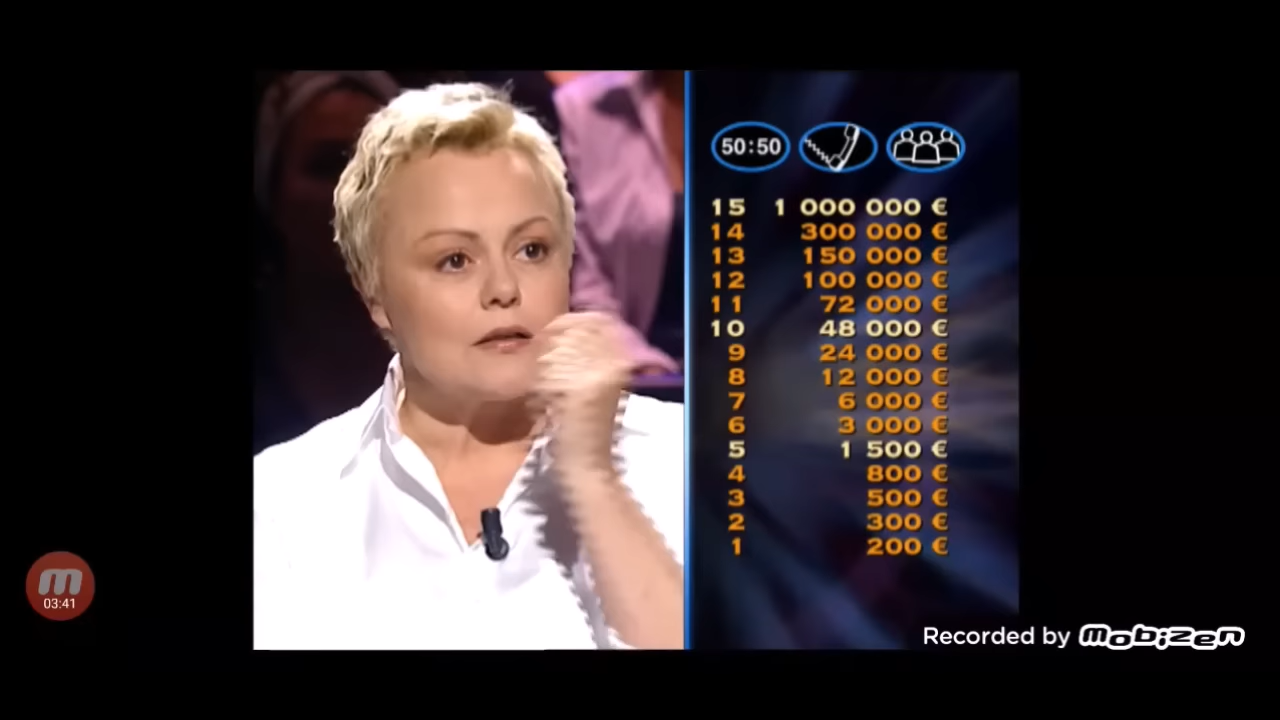 50:50
15 1 000 000 €
14 300 000 €
13 150 000 €
12 100 000 €
11 72 000 €
10 48 000 €
9 24 000 €
8 12 000 €
7 6 000 €
6 3 000 €
5 1 500 €
4 800 €
3 500 €
2 300 €
1 200 €
03:41
Recorded by mobizen